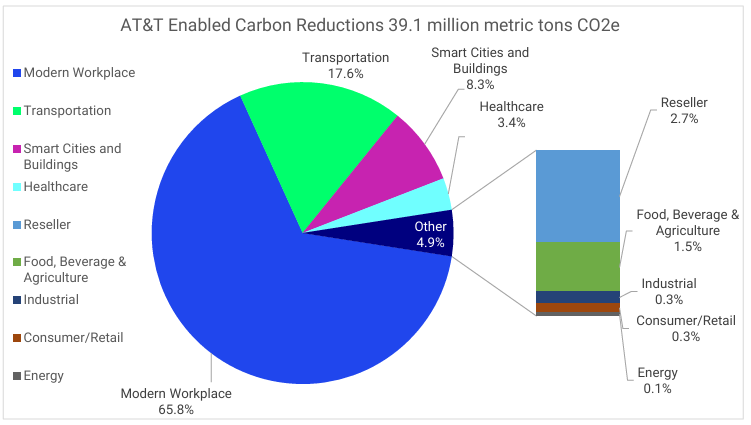 AT&T Enabled Carbon Reductions 39.1 million metric tons CO2e
Modern Workplace
Transportation
Smart Cities and
Buildings
Healthcare
Reseller
Food, Beverage &
Agriculture
Industrial
Consumer/Retail
Energy
Transportation
17.6%
Smart Cities and
Buildings
8.3%
Healthcare
3.4%
Other
4.9%
Modern Workplace
65.8%
Reseller
2.7%
Food, Beverage &
Agriculture
1.5%
Industrial
0.3%
Consumer/Retail
0.3%
Energy
0.1%